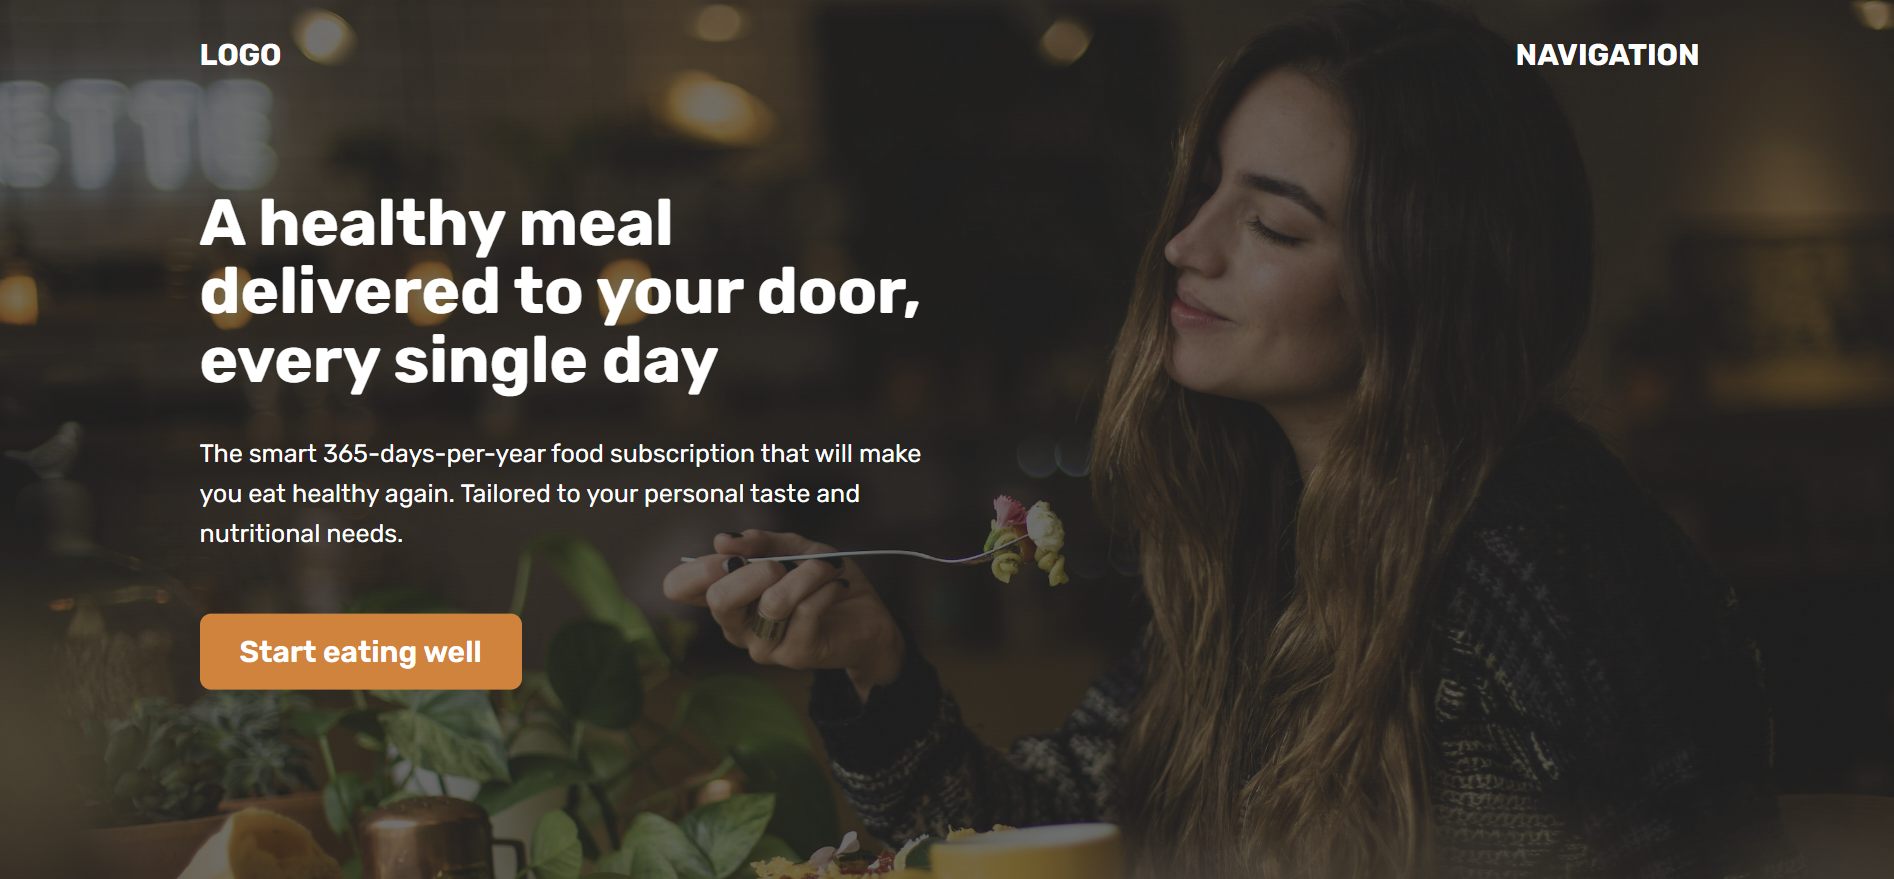 LOGO
NAVIGATION
ETTE
A healthy meal
delivered to your door,
every single day
The smart 365-days-per-year food subscription that will make
you eat healthy again. Tailored to your personal taste and
nutritional needs.
Start eating well